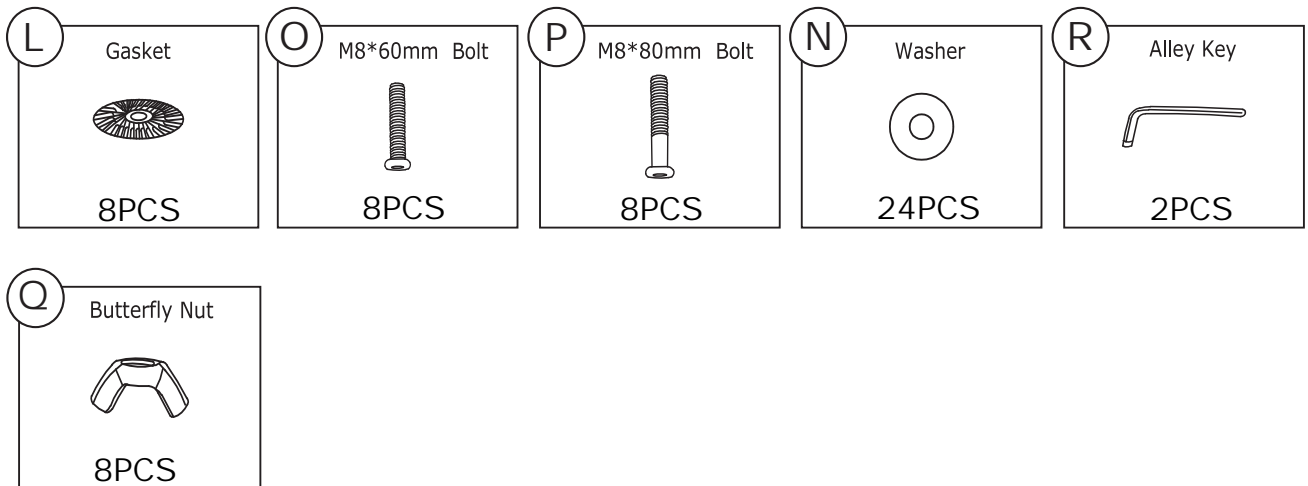 L
Gasket
8PCS
O
M8*60mm Bolt
8PCS
P
M8*80mm Bolt
8PCS
N
Washer
24PCS
R
Alley Key
2PCS
Q
Butterfly Nut
8PCS